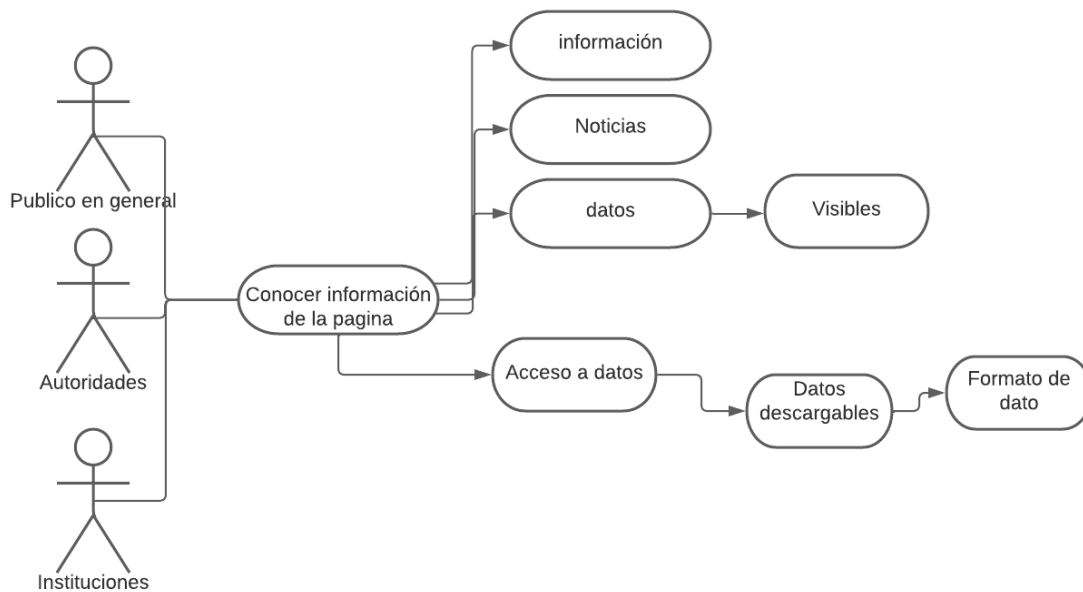 información
Noticias
Publico en general
datos
Visibles
Autoridades
Conocer información
de la pagina
Acceso a datos
Datos
descargables
Formato de
dato
Instituciones